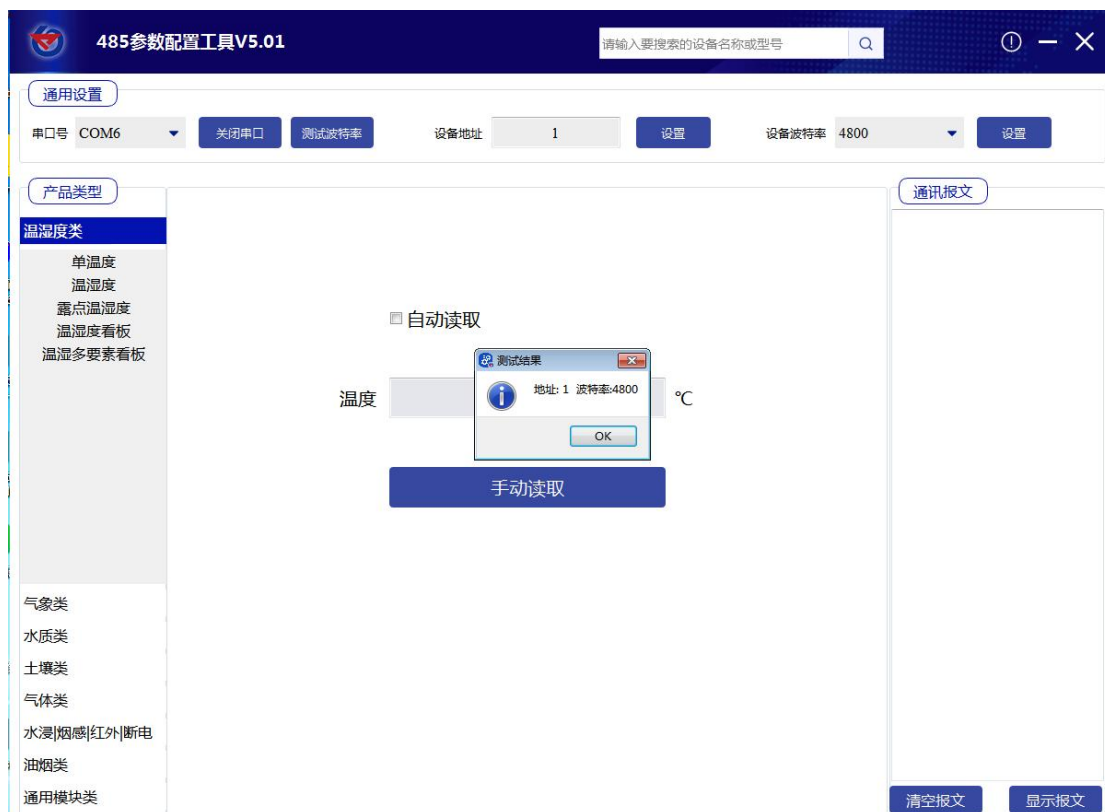 485参数配置工具V5.01
请输入要搜索的设备名称或型号
通用设置
串口号 COM6 关闭串口 测试波特率 设备地址 1 设置 设备波特率 4800 设置
产品类型
通讯报文
温湿度类
单温度
温湿度
露点温湿度
温湿度看板
温湿多要素看板
自动读取
测试结果
地址: 1 波特率:4800
OK
温度 ℃
手动读取
气象类
水质类
土壤类
气体类
水浸|烟感|红外|断电
油烟类
通用模块类
清空报文 显示报文